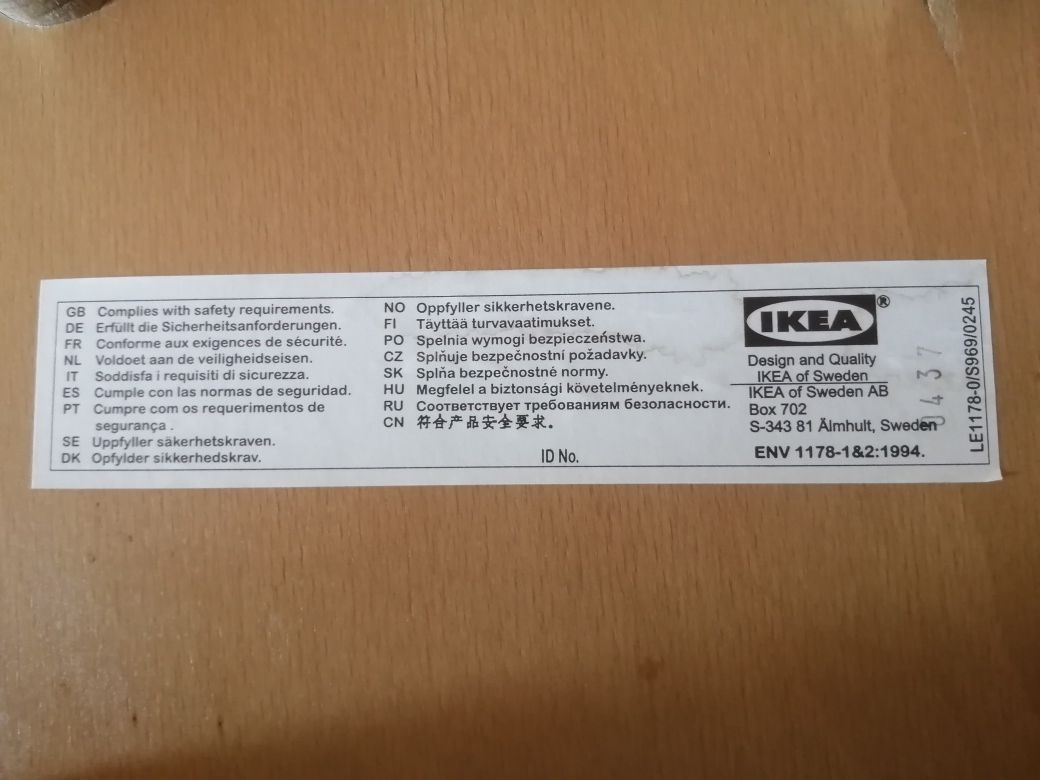 GB Complies with safety requirements.
DE Erfüllt die Sicherheitsanforderungen.
FR Conforme aux exigences de sécurité.
NL Voldoet aan de veiligheidseisen.
IT Soddisfa i requisiti di sicurezza.
ES Cumple con las normas de seguridad.
PT Cumpre com os requerimentos de
segurança .
SE Uppfyller säkerhetskraven.
DK Opfylder sikkerhedskrav.
NO Oppfyller sikkerhetskravene.
FI Täyttää turvavaatimukset.
PO Spelnia wymogi bezpieczeństwa.
CZ Splňuje bezpečnostní požadavky.
SK Splňa bezpečnostné normy.
HU Megfelel a biztonsági követelményeknek.
RU Соответствует требованиям безоласности.
CN 符合产品安全要求。
ID No.
IKEA®
Design and Quality
IKEA of Sweden
IKEA of Sweden AB
Box 702
S-343 81 Älmhult, Sweden
ENV 1178-1&2:1994.
0437
LE1178-0/S969/0245